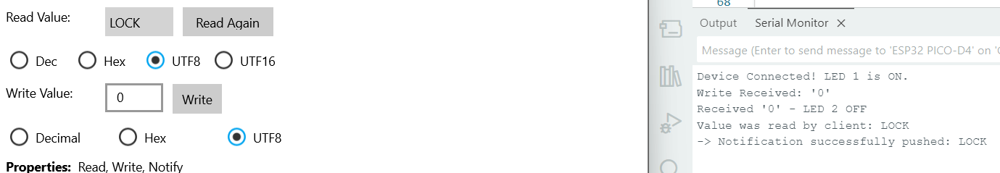 Read Value: LOCK Read Again
Dec Hex UTF8 UTF16
Write Value: 0 Write
Decimal Hex UTF8
Properties: Read, Write, Notify
68
Output Serial Monitor ×
Message (Enter to send message to 'ESP32 PICO-D4' on '
Device Connected! LED 1 is ON.
Write Received: '0'
Received '0' - LED 2 OFF
Value was read by client: LOCK
-> Notification successfully pushed: LOCK